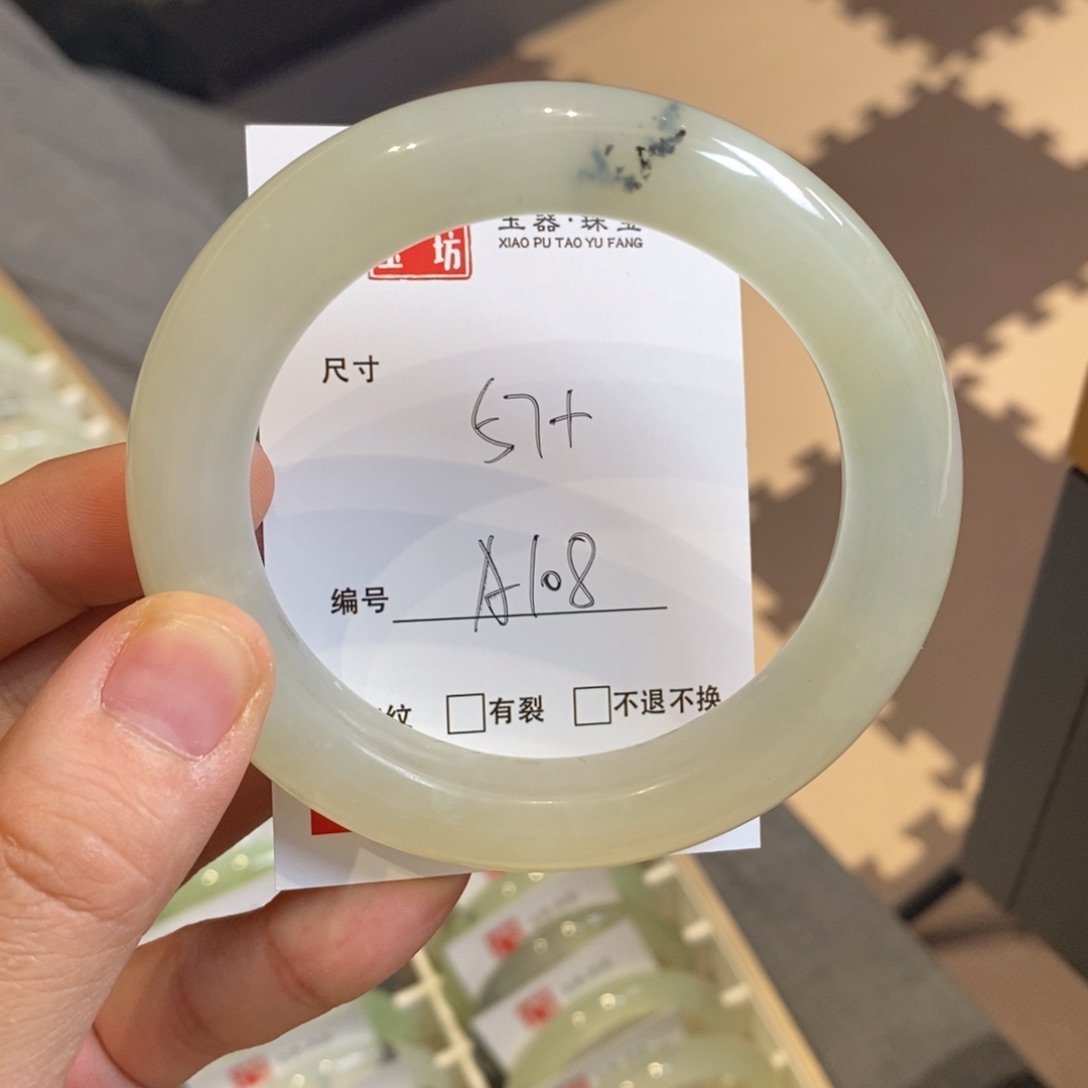 玉器·珠宝
坊
XIAO PU TAO YU FANG
尺寸
57+
编号 A108
纹 □有裂 □不退不换